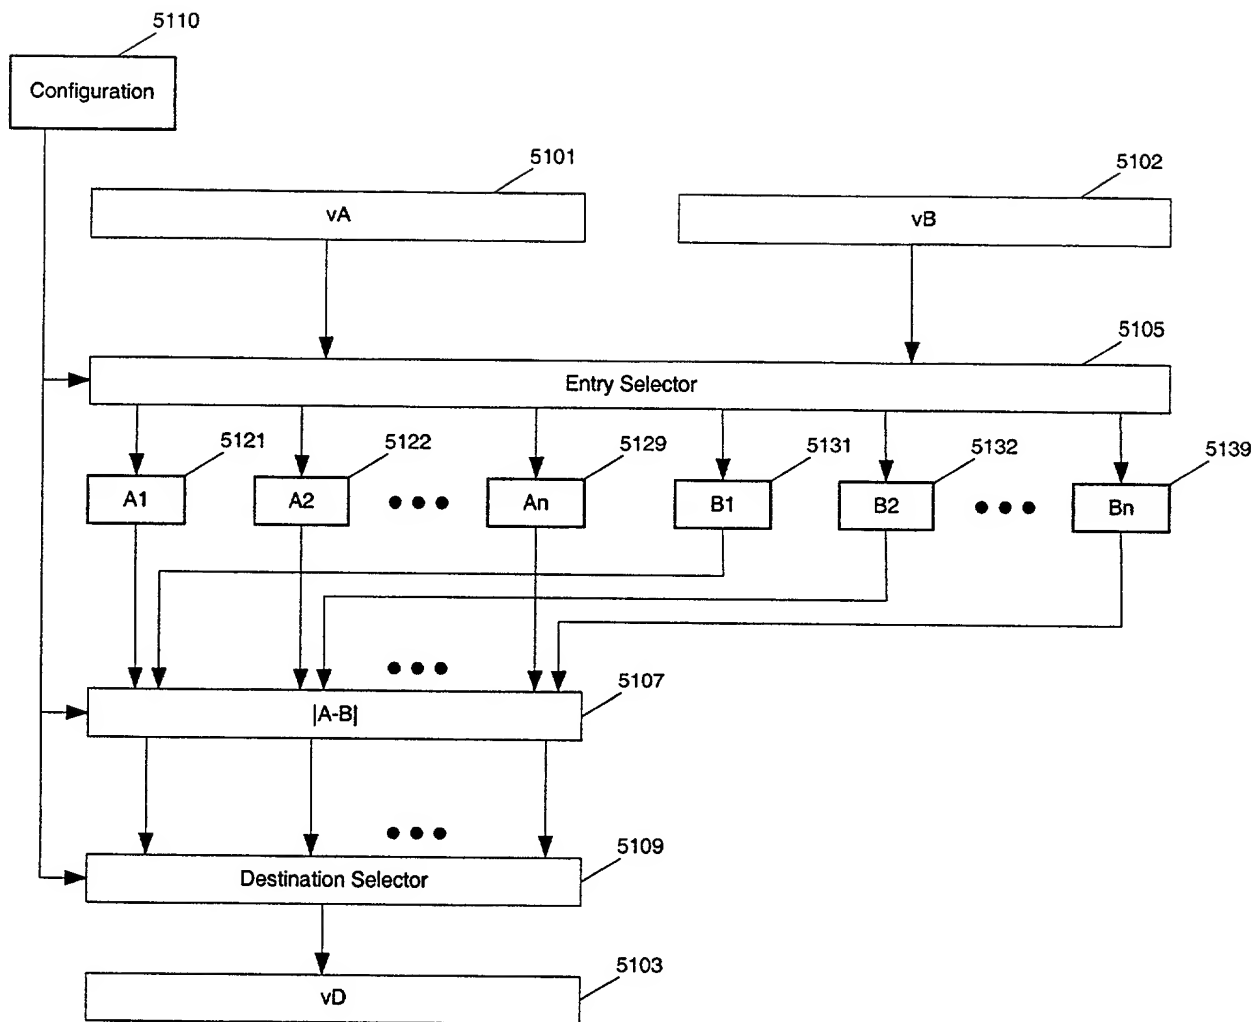 5110
Configuration
5101
5102
vA
vB
5105
Entry Selector
5121
5122
5129
5131
5132
5139
A1
A2
An
B1
B2
Bn
5107
|A-B|
5109
Destination Selector
5103
vD